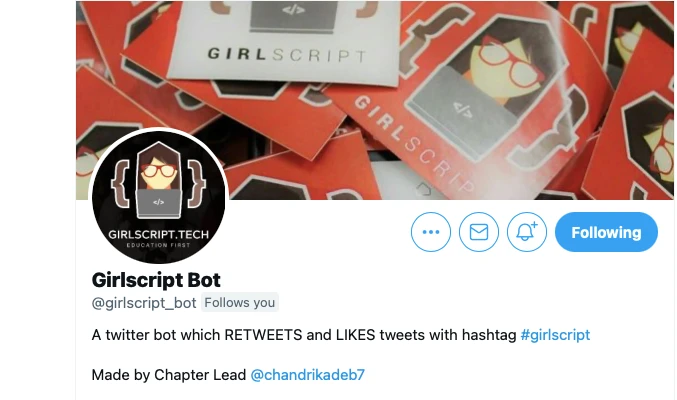 GIRLSCRIPT
</>
GIRLSCRIPT
</>
</>
GIRLSCRIPT.TECH
EDUCATION FIRST
Following
Girlscript Bot
@girlscript_bot Follows you
A twitter bot which RETWEETS and LIKES tweets with hashtag #girlscript
Made by Chapter Lead @chandrikadeb7